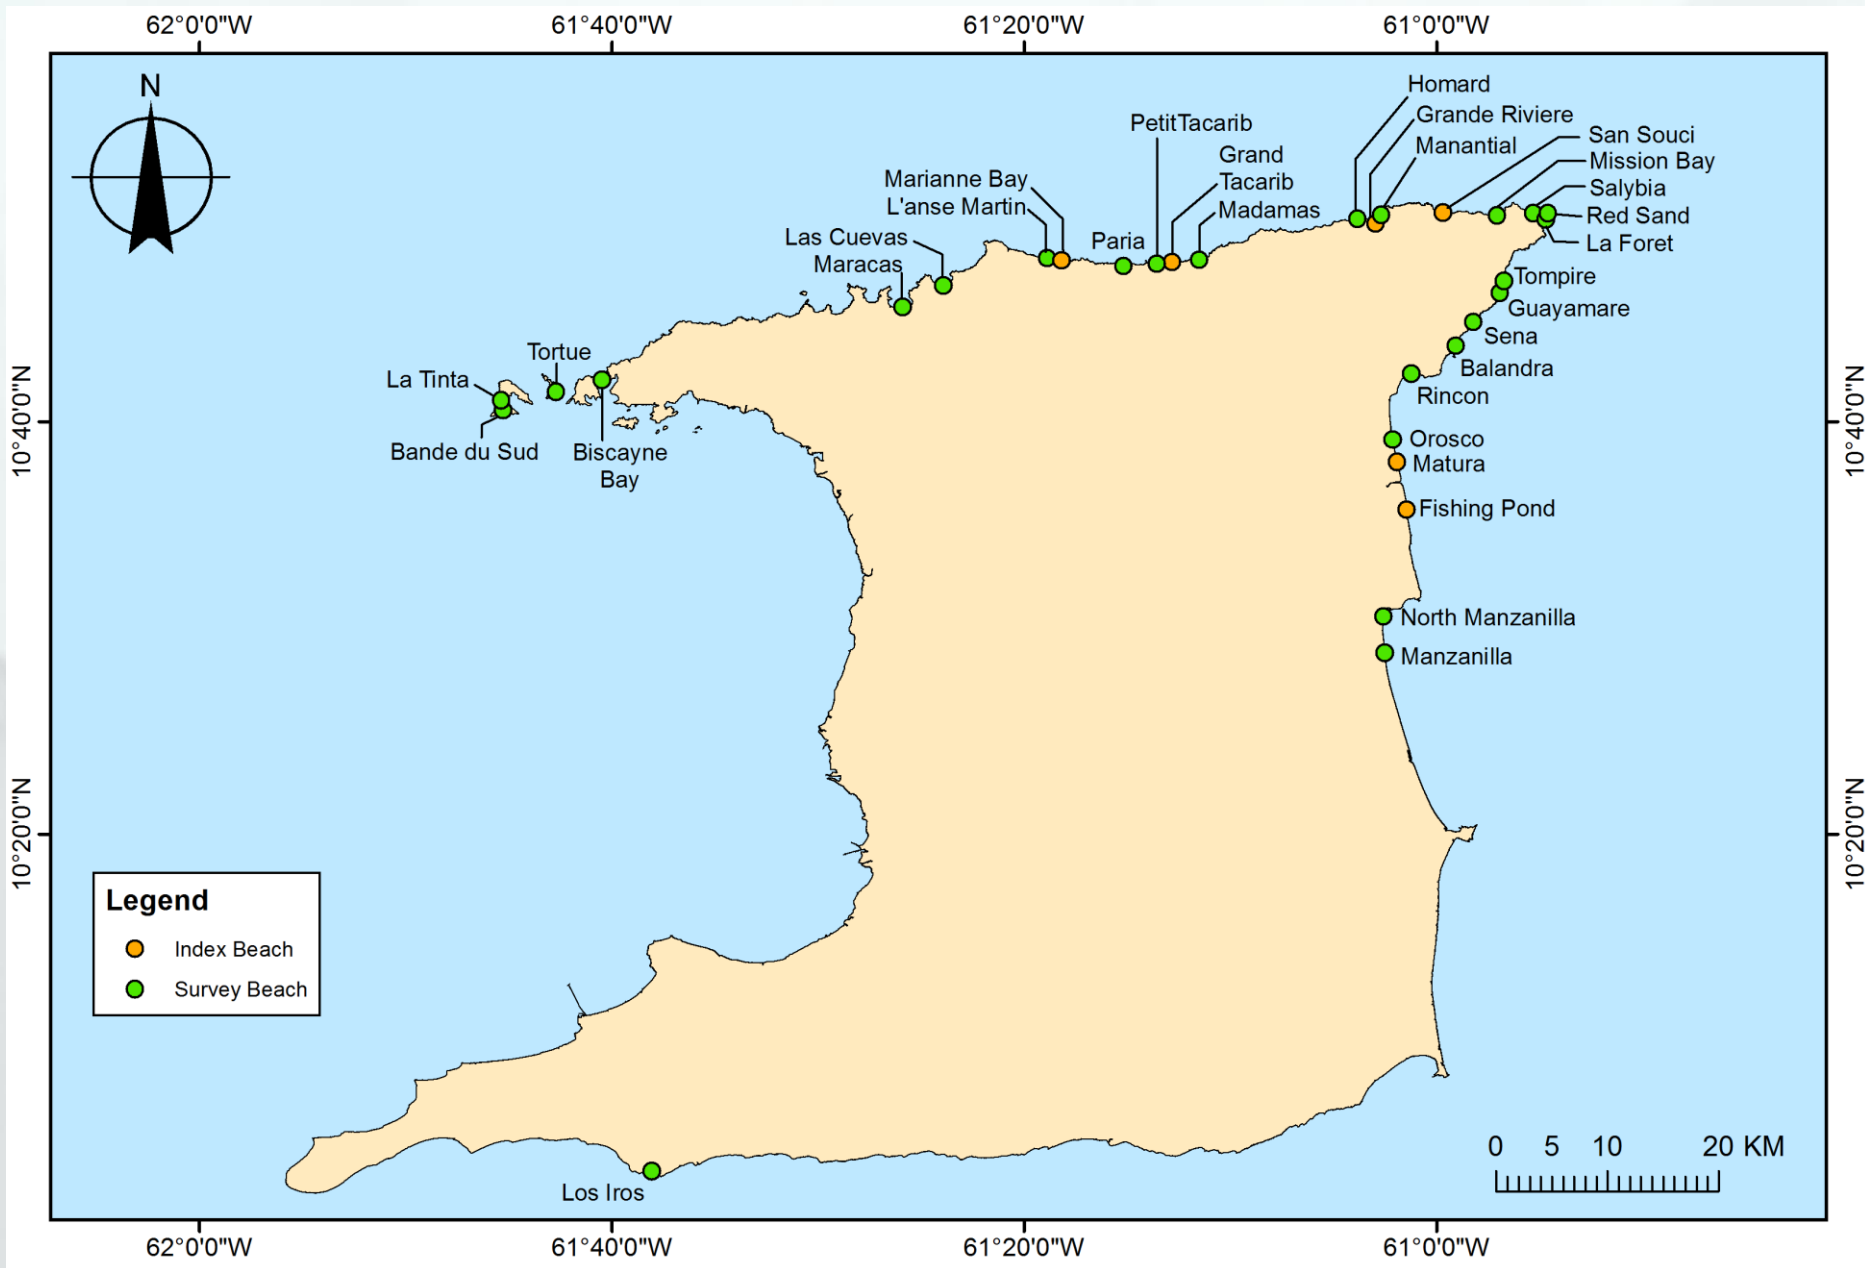 62°0'0"W
61°40'0"W
61°20'0"W
61°0'0"W
N
Homard
Grande Riviere
Manantial
PetitTacarib
Grand
Tacarib
Madamas
San Souci
Mission Bay
Salybia
Red Sand
La Foret
Marianne Bay
L'anse Martin
Paria
Las Cuevas
Maracas
Tompire
Guayamare
Sena
Balandra
Rincon
Tortue
La Tinta
Bande du Sud
Biscayne
Bay
10°40'0"N
10°40'0"N
Orosco
Matura
Fishing Pond
North Manzanilla
Manzanilla
10°20'0"N
10°20'0"N
Legend
Index Beach
Survey Beach
Los Iros
0 5 10 20 KM
62°0'0"W
61°40'0"W
61°20'0"W
61°0'0"W